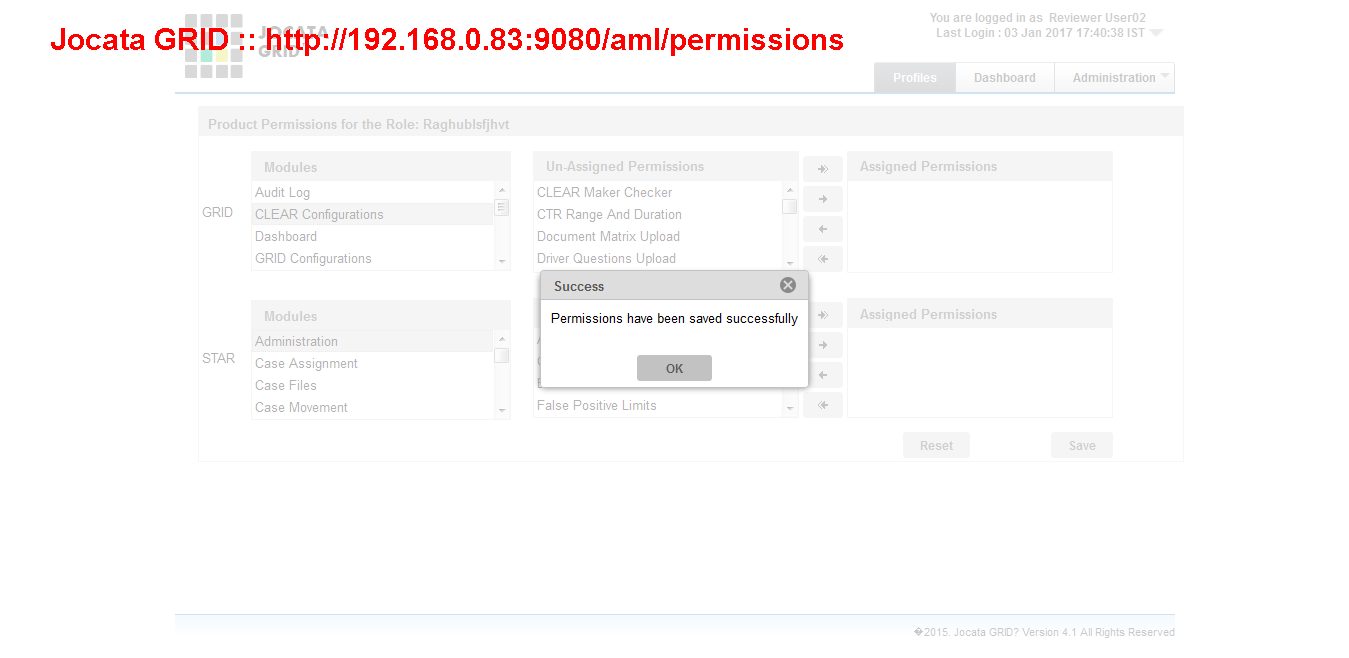 You are logged in as Reviewer User02
JOCATA
Jocata GRID :: http://192.168.0.83:9080/aml/permissions
Last Login : 03 Jan 2017 17:40:38 IST
GRID
Profiles Dashboard Administration
Product Permissions for the Role: Raghublsfjhvt
Modules Un-Assigned Permissions Assigned Permissions
Audit Log CLEAR Maker Checker
GRID CLEAR Configurations CTR Range And Duration
Dashboard Document Matrix Upload
GRID Configurations Driver Questions Upload
Success
Permissions have been saved successfully
OK
Modules Assigned Permissions
Administration
STAR Case Assignment
Case Files
Case Movement False Positive Limits
Reset Save
�2015. Jocata GRID? Version 4.1 All Rights Reserved